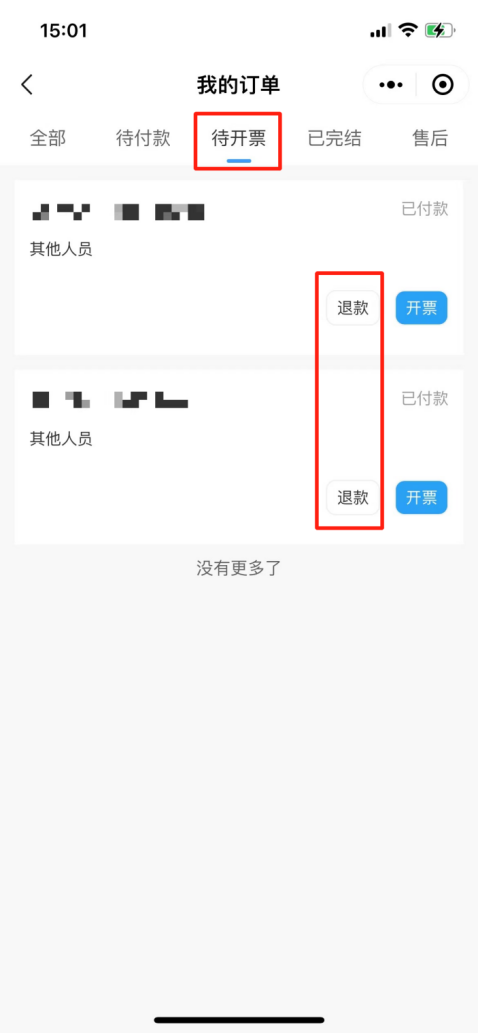 15:01
我的订单
全部 待付款 待开票 已完结 售后
已付款
其他人员
退款 开票
已付款
其他人员
退款 开票
没有更多了